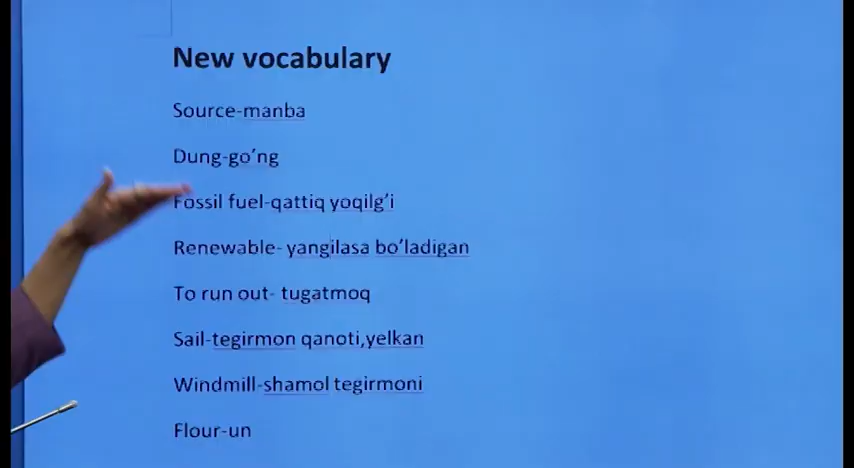 New vocabulary
Source-manba
Dung-go’ng
Fossil fuel-qattiq yoqilg’i
Renewable- yangilasa bo’ladigan
To run out- tugatmoq
Sail-tegirmon qanoti,yelkan
Windmill-shamol tegirmoni
Flour-un